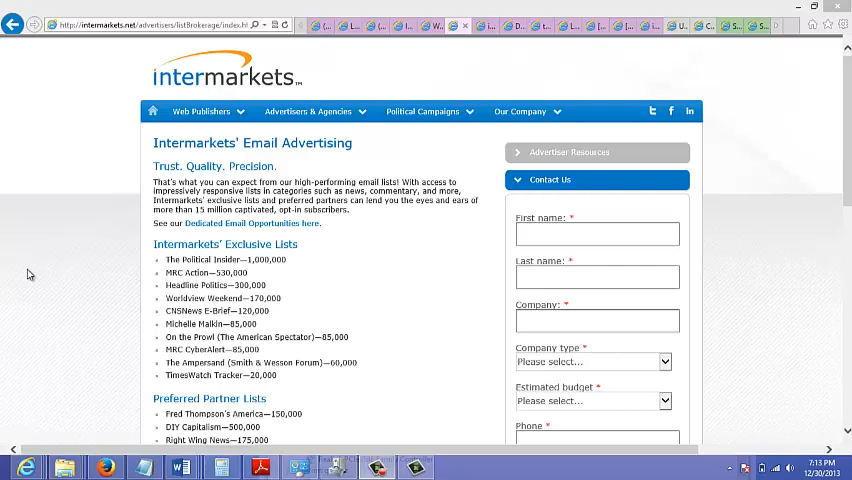 http://intermarkets.net/advertisers/listBrokerage/index.ht
intermarkets.™
Web Publishers
Advertisers & Agencies
Political Campaigns
Our Company
Intermarkets' Email Advertising
Trust. Quality. Precision.
That's what you can expect from our high-performing email lists! With access to
impressively responsive lists in categories such as news, commentary, and more,
Intermarkets' exclusive lists and preferred partners can lend you the eyes and ears of
more than 15 million captivated, opt-in subscribers.
See our Dedicated Email Opportunities here.
Intermarkets' Exclusive Lists
The Political Insider—1,000,000
MRC Action—530,000
Headline Politics—300,000
Worldview Weekend—170,000
CNSNews E-Brief—120,000
Michelle Malkin—85,000
On the Prowl (The American Spectator)—85,000
MRC CyberAlert—85,000
The Ampersand (Smith & Wesson Forum)—60,000
TimesWatch Tracker—20,000
Preferred Partner Lists
Fred Thompson's America—150,000
DIY Capitalism—500,000
Right Wing News—175,000
Advertiser Resources
Contact Us
First name: *
Last name: *
Company: *
Company type *
Please select...
Estimated budget *
Please select...
Phone *
7:13 PM
12/30/2013